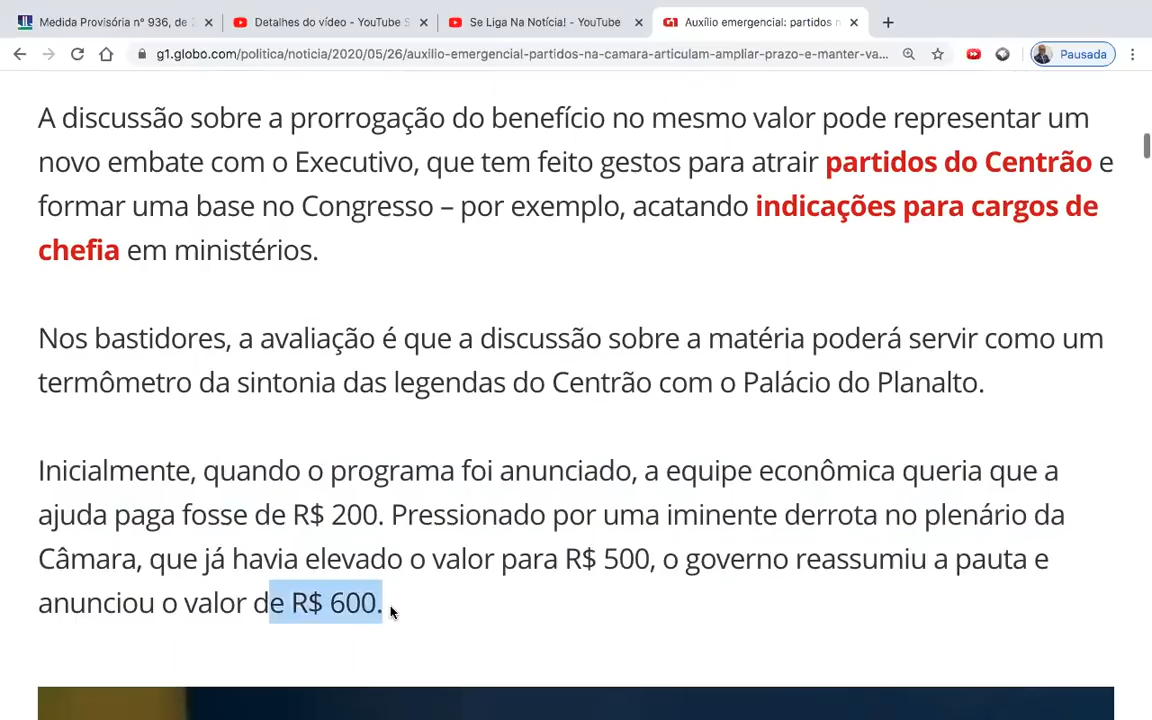 Medida Provisória n° 936, de
Detalhes do vídeo - YouTube S
Se Liga Na Notícia! - YouTube
Auxílio emergencial: partidos n
g1.globo.com/politica/noticia/2020/05/26/auxilio-emergencial-partidos-na-camara-articulam-ampliar-prazo-e-manter-va...
Pausada
A discussão sobre a prorrogação do benefício no mesmo valor pode representar um
novo embate com o Executivo, que tem feito gestos para atrair partidos do Centrão e
formar uma base no Congresso – por exemplo, acatando indicações para cargos de
chefia em ministérios.
Nos bastidores, a avaliação é que a discussão sobre a matéria poderá servir como um
termômetro da sintonia das legendas do Centrão com o Palácio do Planalto.
Inicialmente, quando o programa foi anunciado, a equipe econômica queria que a
ajuda paga fosse de R$ 200. Pressionado por uma iminente derrota no plenário da
Câmara, que já havia elevado o valor para R$ 500, o governo reassumiu a pauta e
anunciou o valor de R$ 600.